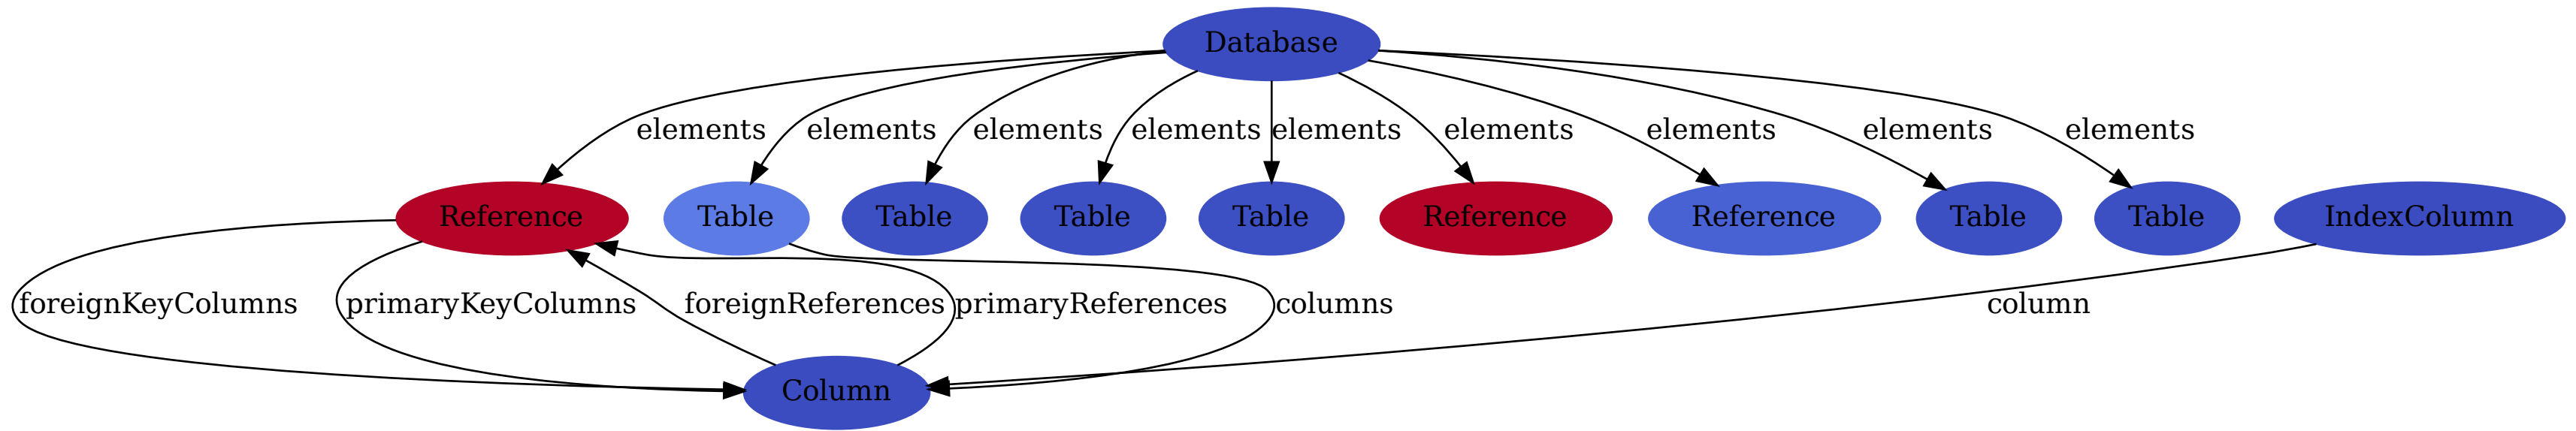 Database
elements elements elements elements elements elements elements elements elements
Reference Table Table Table Table Reference Reference Table Table IndexColumn
foreignKeyColumns primaryKeyColumns foreignReferences primaryReferences columns column
Column